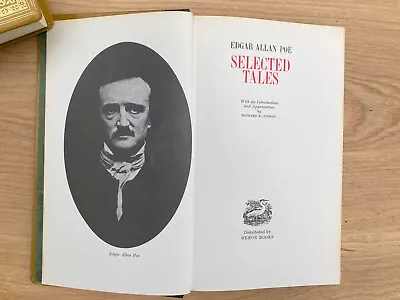 Edgar Allan Poe
EDGAR ALLAN POE
SELECTED
TALES
With an Introduction
and Appreciation
by
Distributed by
HERON BOOKS